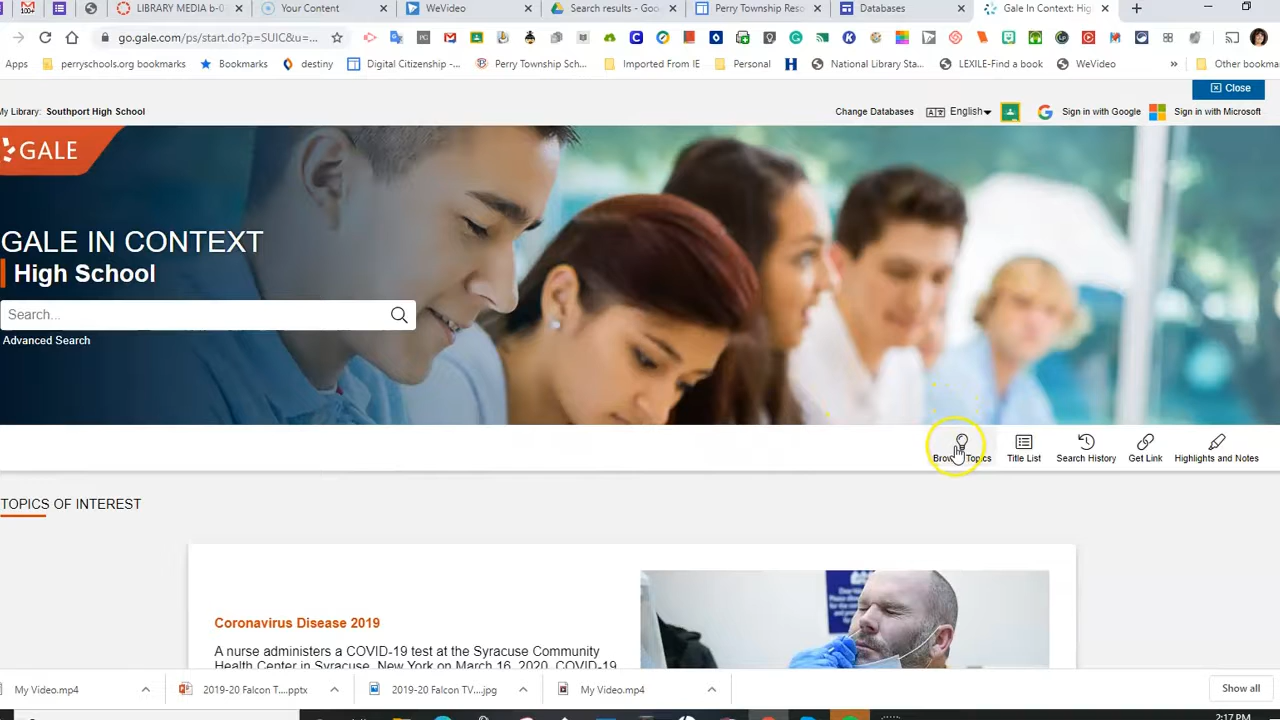 100+
LIBRARY MEDIA b-0
Your Content
WeVideo
Search results - Goo
Perry Township Reso
Databases
Gale In Context: Hig
go.gale.com/ps/start.do?p=SUIC&u=...
Apps
perryschools.org bookmarks
Bookmarks
destiny
Digital Citizenship -...
Perry Township Sch...
Imported From IE
Personal
National Library Sta...
LEXILE-Find a book
WeVideo
»
Other bookma
Close
My Library: Southport High School
Change Databases
English
Sign in with Google
Sign in with Microsoft
GALE
GALE IN CONTEXT
High School
Search...
Advanced Search
Browse Topics
Title List
Search History
Get Link
Highlights and Notes
TOPICS OF INTEREST
Coronavirus Disease 2019
A nurse administers a COVID-19 test at the Syracuse Community
Health Center in Syracuse, New York on March 16, 2020. COVID-19
My Video.mp4
2019-20 Falcon T....pptx
2019-20 Falcon TV....jpg
My Video.mp4
Show all
2:17 PM